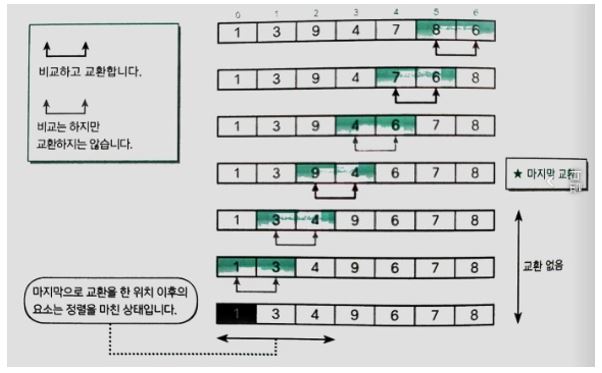 0 1 2 3 4 5 6
1 3 9 4 7 8 6
비교하고 교환합니다.
1 3 9 4 7 6 8
비교는 하지만
교환하지는 않습니다.
1 3 9 4 6 7 8
1 3 9 4 6 7 8
★ 마지막 교환
1 3 4 9 6 7 8
교환 없음
1 3 4 9 6 7 8
마지막으로 교환을 한 위치 이후의
요소는 정렬을 마친 상태입니다.
1 3 4 9 6 7 8